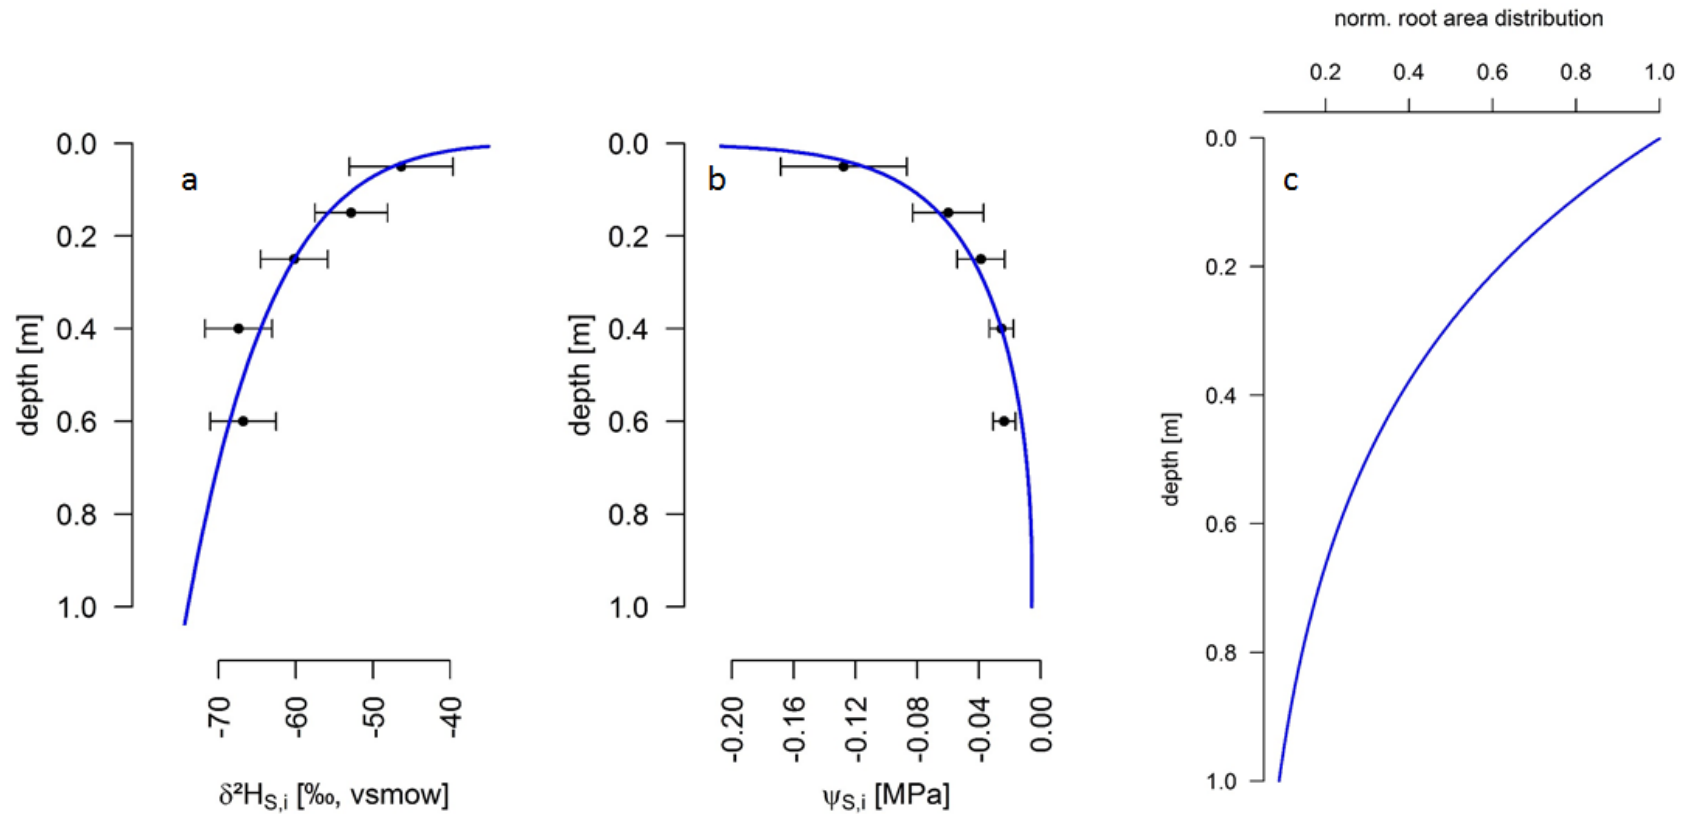 norm. root area distribution
0.2 0.4 0.6 0.8 1.0
a
0.0
0.2
0.4
0.6
0.8
1.0
depth [m]
-70 -60 -50 -40
δ²H_S,i [‰, vsmow]
b
0.0
0.2
0.4
0.6
0.8
1.0
depth [m]
-0.20 -0.16 -0.12 -0.08 -0.04 0.00
ψ_S,i [MPa]
c
0.0
0.2
0.4
0.6
0.8
1.0
depth [m]